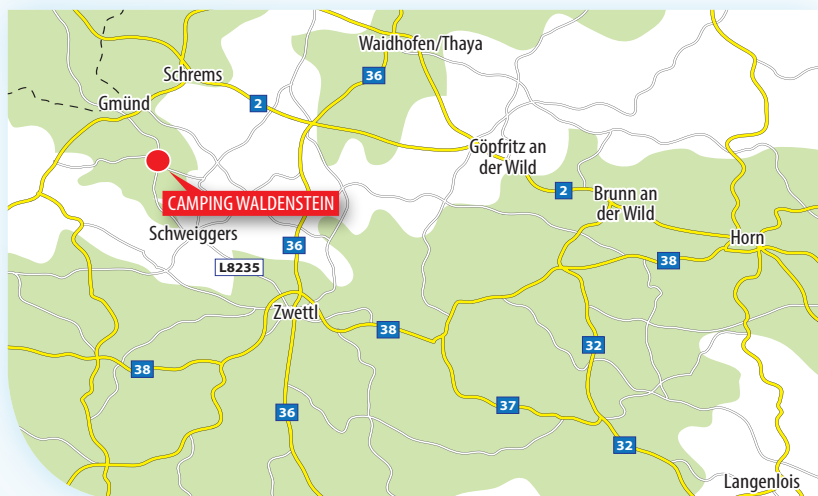 Waidhofen/Thaya
36
Schrems
Gmünd
2
Göpfritz an
der Wild
2
Brunn an
der Wild
CAMPING WALDENSTEIN
Schweiggers
36
Horn
38
L8235
Zwettl
38
32
38
36
37
32
Langenlois